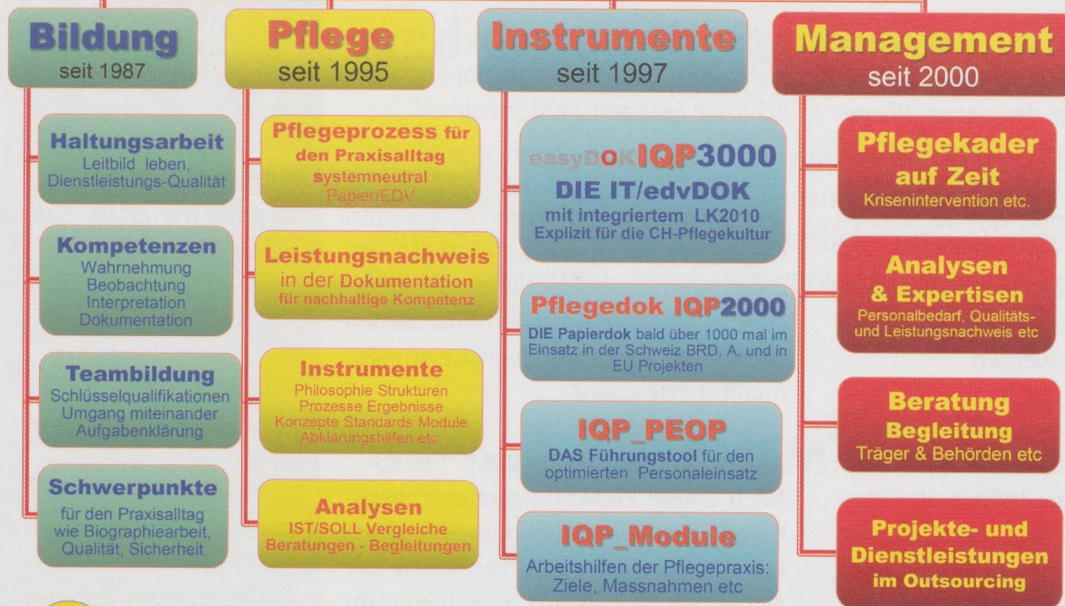 Bildung
seit 1987
Haltungsarbeit
Leitbild leben,
Dienstleistungs-Qualität
Kompetenzen
Wahrnehmung
Beobachtung
Interpretation
Dokumentation
Teambildung
Schlüsselqualifikationen
Umgang miteinander
Aufgabenklärung
Schwerpunkte
für den Praxisalltag
wie Biographiearbeit,
Qualität, Sicherheit
Pflege
seit 1995
Pflegeprozess für
den Praxisalltag
systemneutral
Papier/EDV
Leistungsnachweis
in der Dokumentation
für nachhaltige Kompetenz
Instrumente
Philosophie Strukturen
Prozesse Ergebnisse
Konzepte Standards Module
Abklärungshilfen etc
Analysen
IST/SOLL Vergleiche
Beratungen - Begleitungen
Instrumente
seit 1997
easyDOKIQP3000
DIE IT/edvDOK
mit integriertem LK2010
Explizit für die CH-Pflegekultur
Pflegedok IQP2000
DIE Papierdok bald über 1000 mal im
Einsatz in der Schweiz BRD, A, und in
EU Projekten
IQP_PEOP
DAS Führungstool für den
optimierten Personaleinsatz
IQP_Module
Arbeitshilfen der Pflegepraxis:
Ziele, Massnahmen etc
Management
seit 2000
Pflegekader
auf Zeit
Krisenintervention etc.
Analysen
& Expertisen
Personalbedarf, Qualitäts-
und Leistungsnachweis etc
Beratung
Begleitung
Träger & Behörden etc
Projekte- und
Dienstleistungen
im Outsourcing